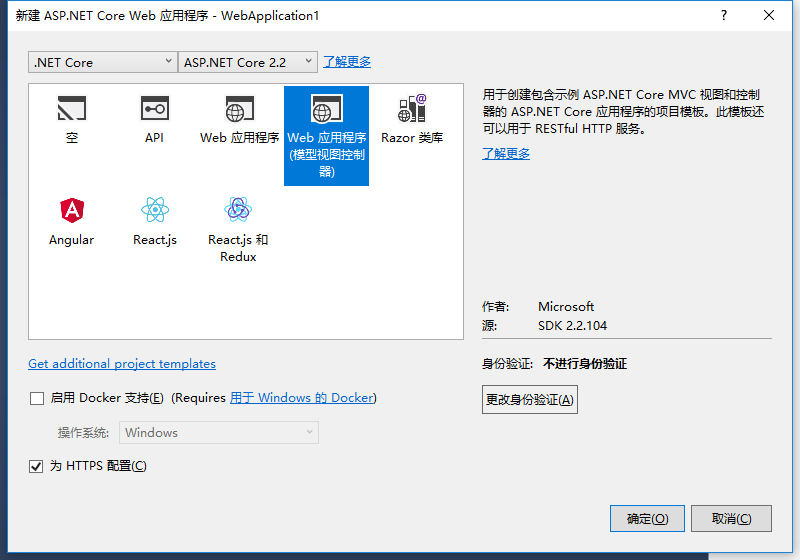 新建 ASP.NET Core Web 应用程序 - WebApplication1
?
.NET Core
ASP.NET Core 2.2
了解更多
空
API
Web 应用程序
Web 应用程序
(模型视图控制
器)
Razor 类库
Angular
React.js
React.js 和
Redux
用于创建包含示例 ASP.NET Core MVC 视图和控制
器的 ASP.NET Core 应用程序的项目模板。此模板还
可以用于 RESTful HTTP 服务。
了解更多
作者: Microsoft
源: SDK 2.2.104
Get additional project templates
身份验证: 不进行身份验证
启用 Docker 支持(E) (Requires 用于 Windows 的 Docker)
更改身份验证(A)
操作系统: Windows
为 HTTPS 配置(C)
确定(O)
取消(C)